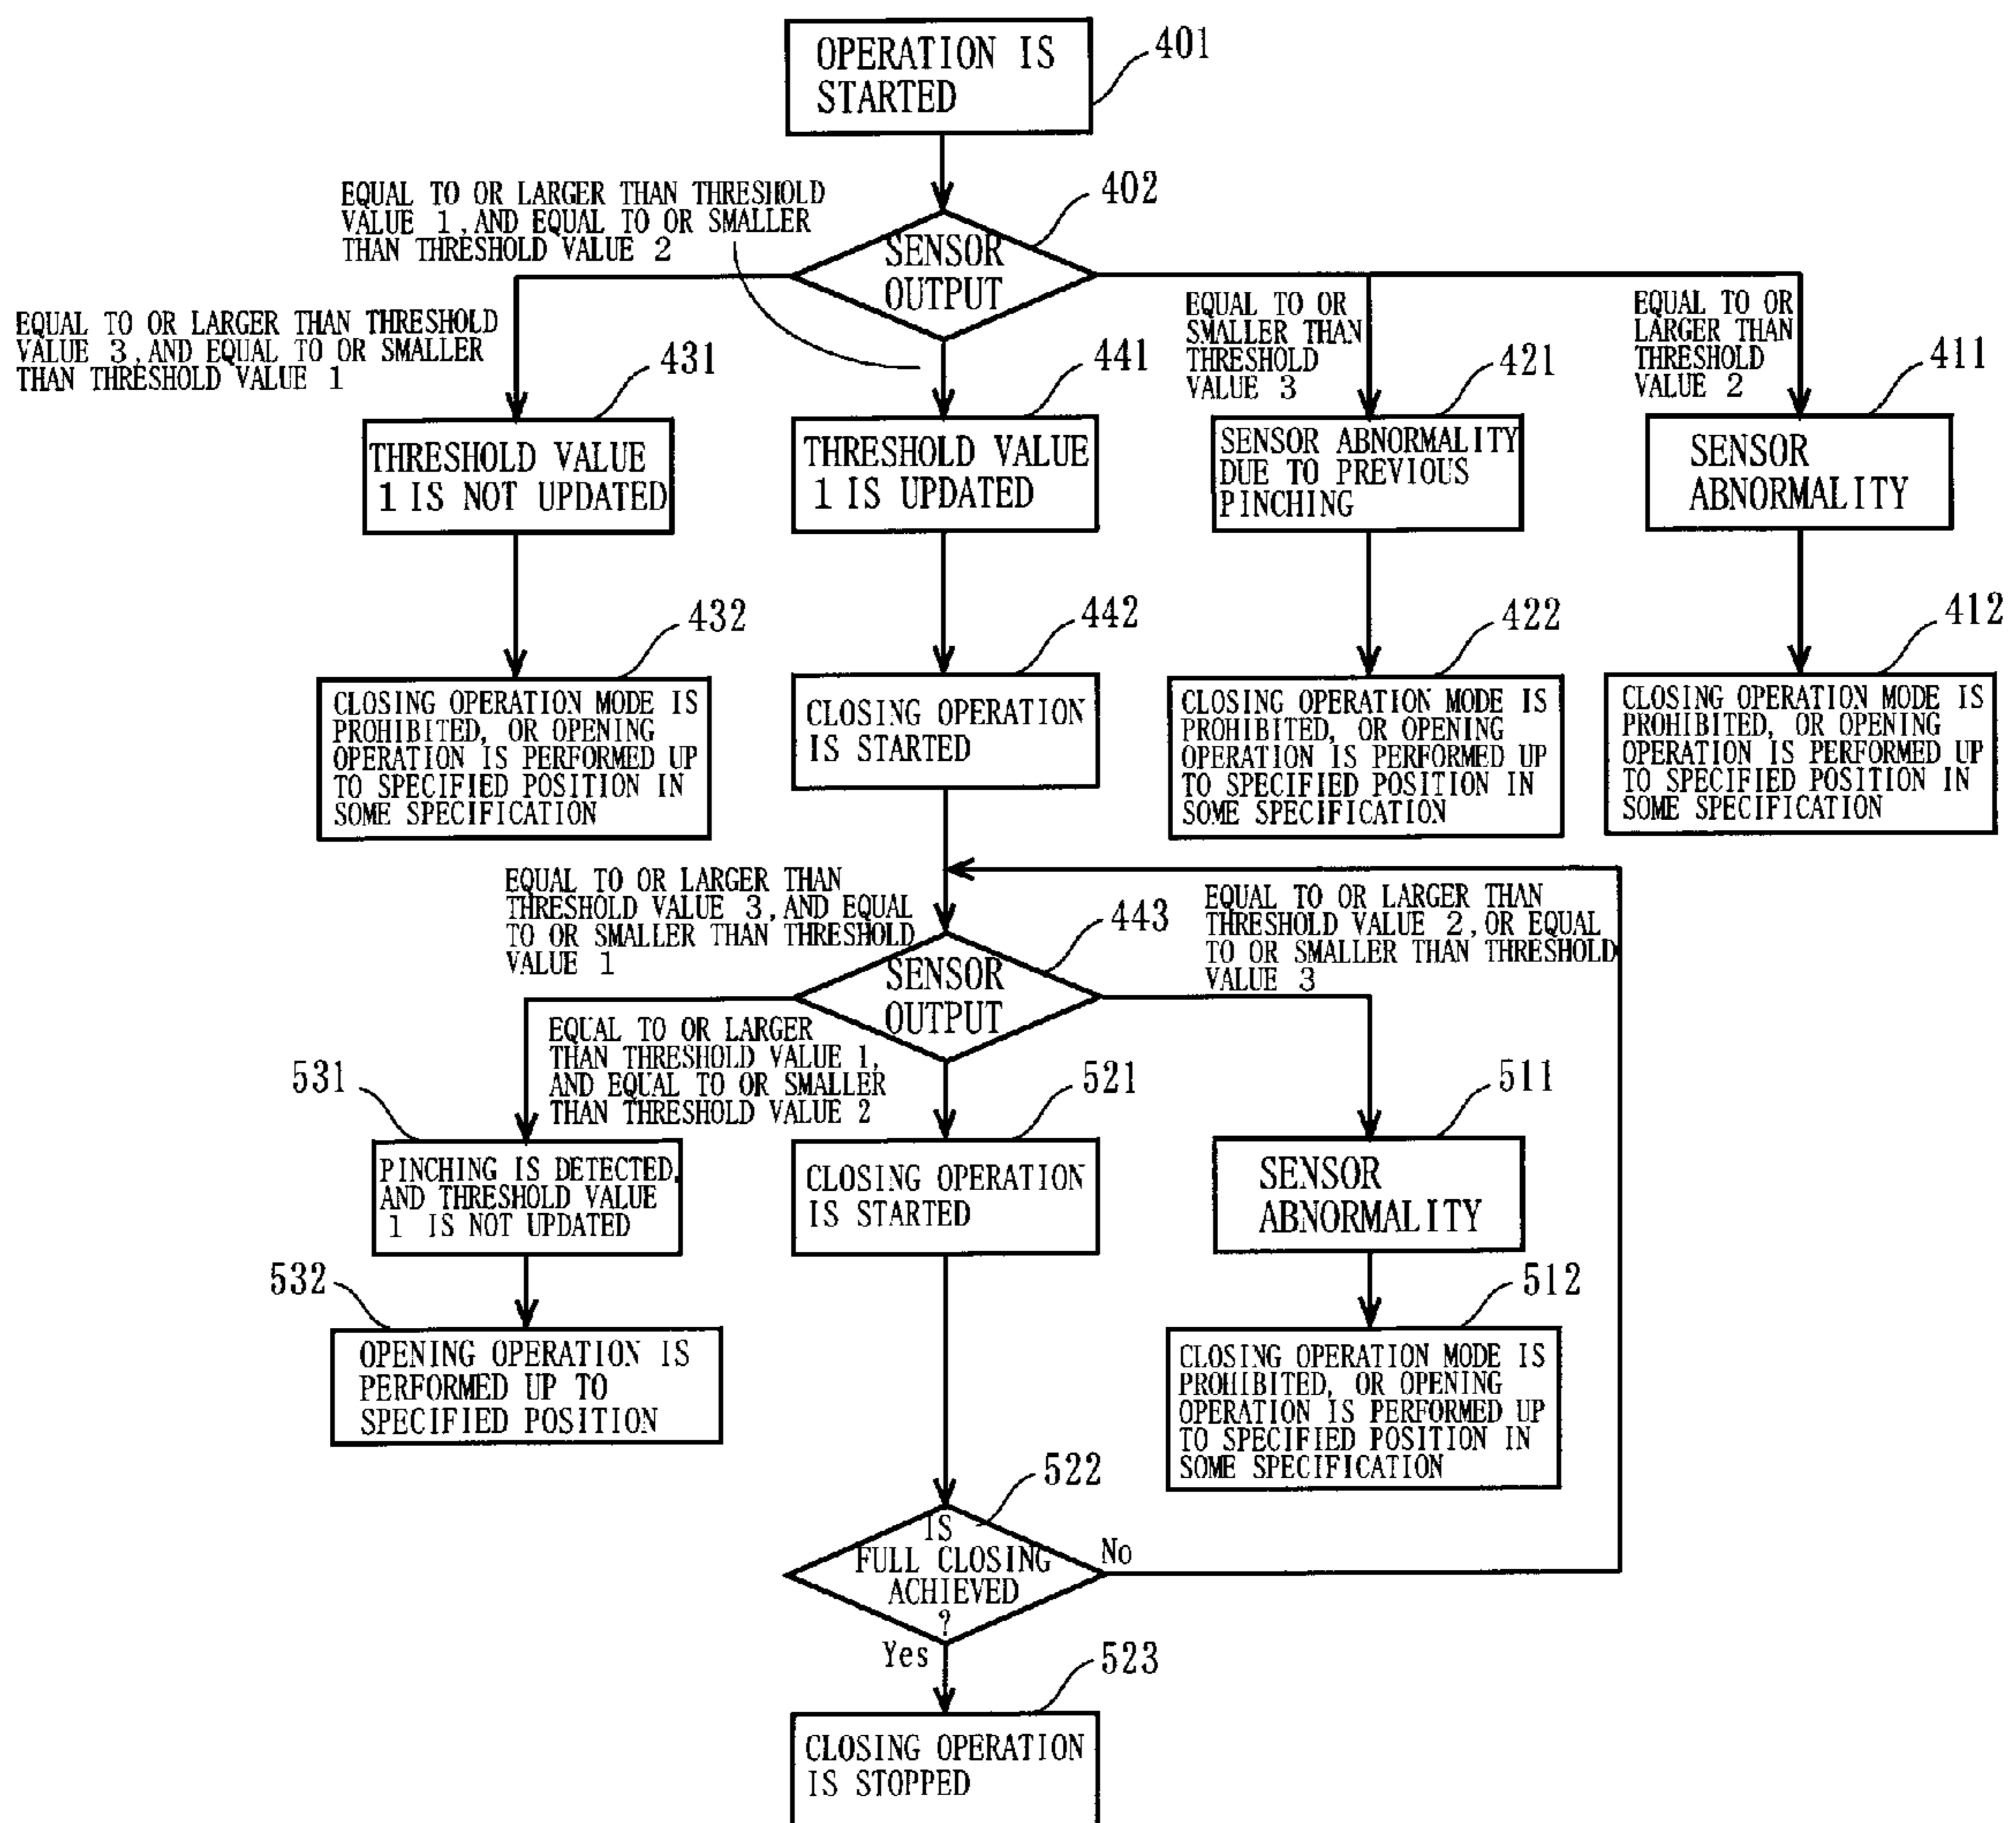 OPERATION IS
STARTED
401
EQUAL TO OR LARGER THAN THRESHOLD
VALUE 1, AND EQUAL TO OR SMALLER
THAN THRESHOLD VALUE 2
402
SENSOR
OUTPUT
EQUAL TO OR LARGER THAN THRESHOLD
VALUE 3, AND EQUAL TO OR SMALLER
THAN THRESHOLD VALUE 1
EQUAL TO OR
SMALLER THAN
THRESHOLD
VALUE 3
EQUAL TO OR
LARGER THAN
THRESHOLD
VALUE 2
431
441
421
411
THRESHOLD VALUE
1 IS NOT UPDATED
THRESHOLD VALUE
1 IS UPDATED
SENSOR ABNORMALITY
DUE TO PREVIOUS
PINCHING
SENSOR
ABNORMALITY
432
442
422
412
CLOSING OPERATION MODE IS
PROHIBITED, OR OPENING
OPERATION IS PERFORMED UP
TO SPECIFIED POSITION IN
SOME SPECIFICATION
CLOSING OPERATION
IS STARTED
CLOSING OPERATION MODE IS
PROHIBITED, OR OPENING
OPERATION IS PERFORMED UP
TO SPECIFIED POSITION IN
SOME SPECIFICATION
CLOSING OPERATION MODE IS
PROHIBITED, OR OPENING
OPERATION IS PERFORMED UP
TO SPECIFIED POSITION IN
SOME SPECIFICATION
EQUAL TO OR LARGER THAN
THRESHOLD VALUE 3, AND EQUAL
TO OR SMALLER THAN THRESHOLD
VALUE 1
443
EQUAL TO OR LARGER THAN
THRESHOLD VALUE 2, OR EQUAL
TO OR SMALLER THAN THRESHOLD
VALUE 3
SENSOR
OUTPUT
EQUAL TO OR LARGER
THAN THRESHOLD VALUE 1,
AND EQUAL TO OR SMALLER
THAN THRESHOLD VALUE 2
531
521
511
PINCHING IS DETECTED,
AND THRESHOLD VALUE
1 IS NOT UPDATED
CLOSING OPERATION
IS STARTED
SENSOR
ABNORMALITY
532
512
OPENING OPERATION IS
PERFORMED UP TO
SPECIFIED POSITION
CLOSING OPERATION MODE IS
PROHIBITED, OR OPENING
OPERATION IS PERFORMED UP
TO SPECIFIED POSITION IN
SOME SPECIFICATION
522
IS
FULL CLOSING
ACHIEVED
?
No
Yes
523
CLOSING OPERATION
IS STOPPED